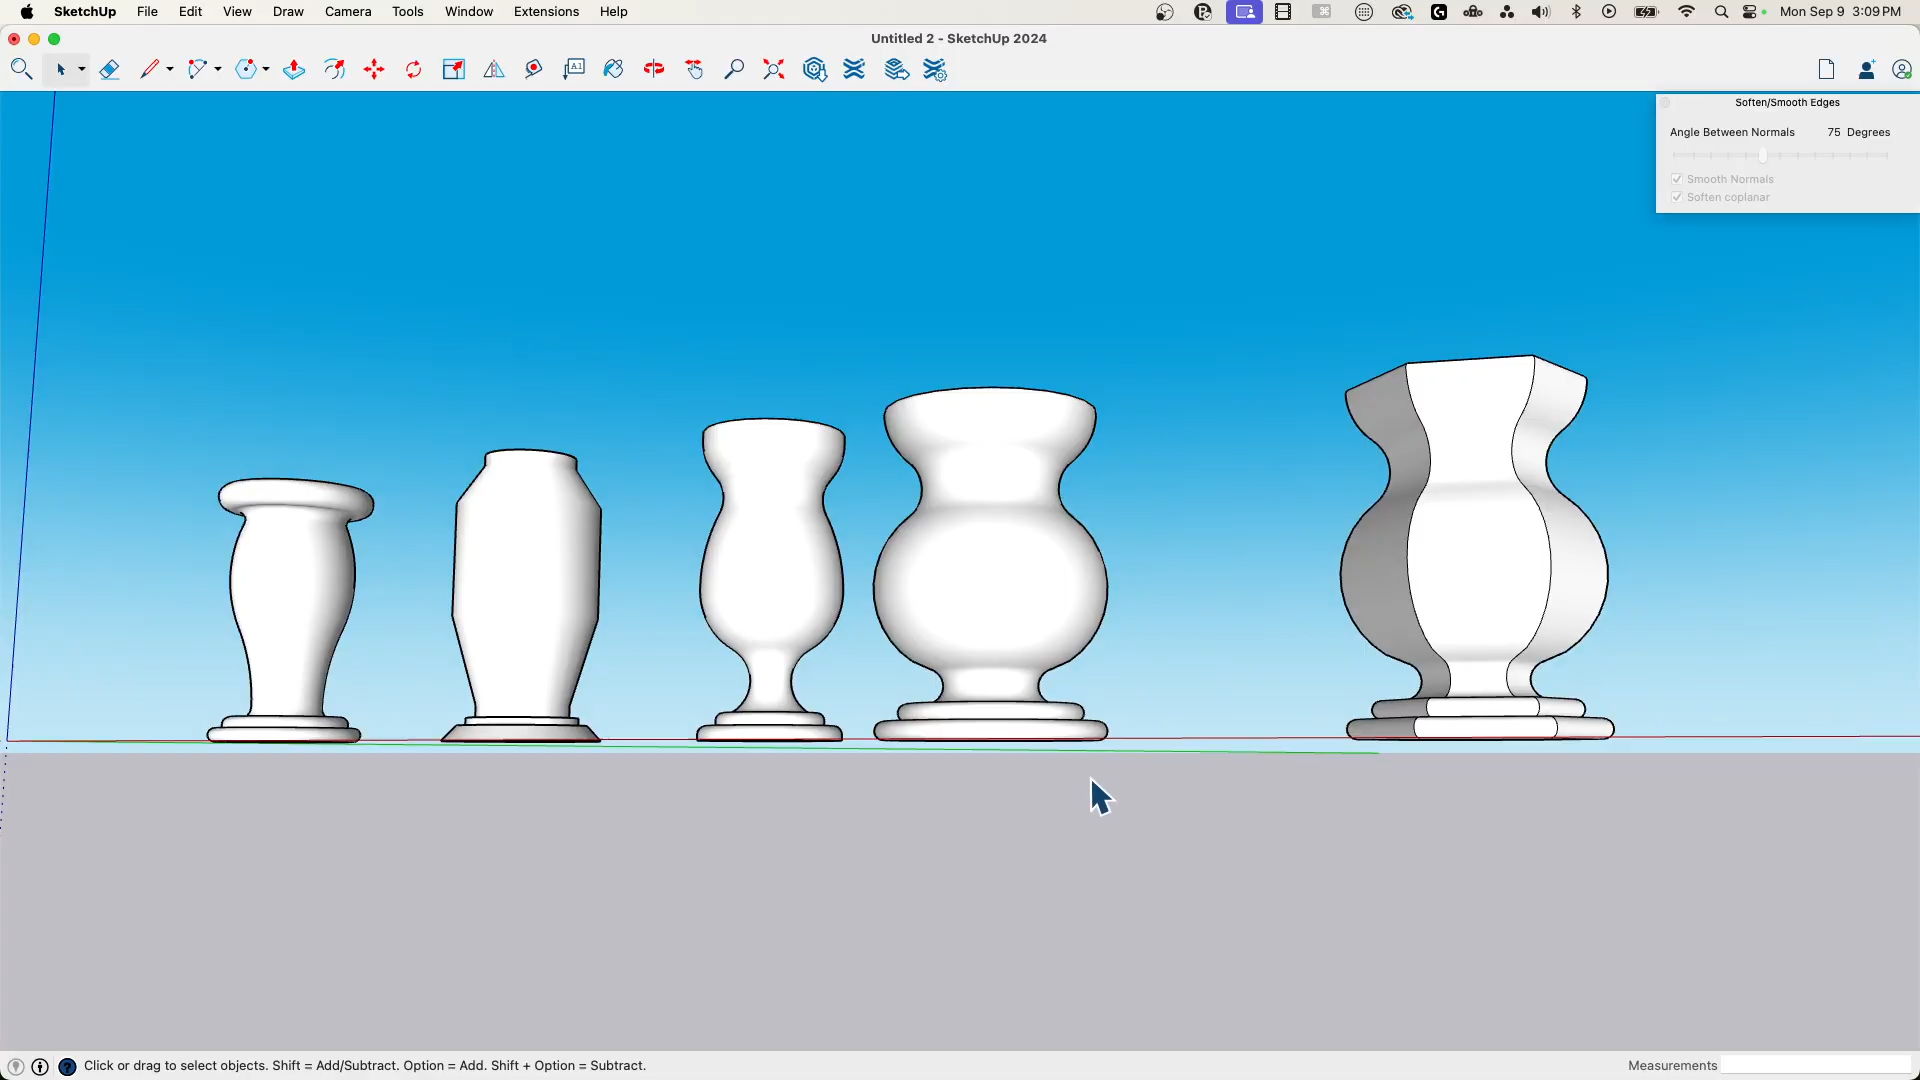 SketchUp File Edit View Draw Camera Tools Window Extensions Help Mon Sep 9 3:09 PM
Untitled 2 - SketchUp 2024
A1
Soften/Smooth Edges
Angle Between Normals 75 Degrees
Smooth Normals
Soften coplanar
Click or drag to select objects. Shift = Add/Subtract. Option = Add. Shift + Option = Subtract.
Measurements